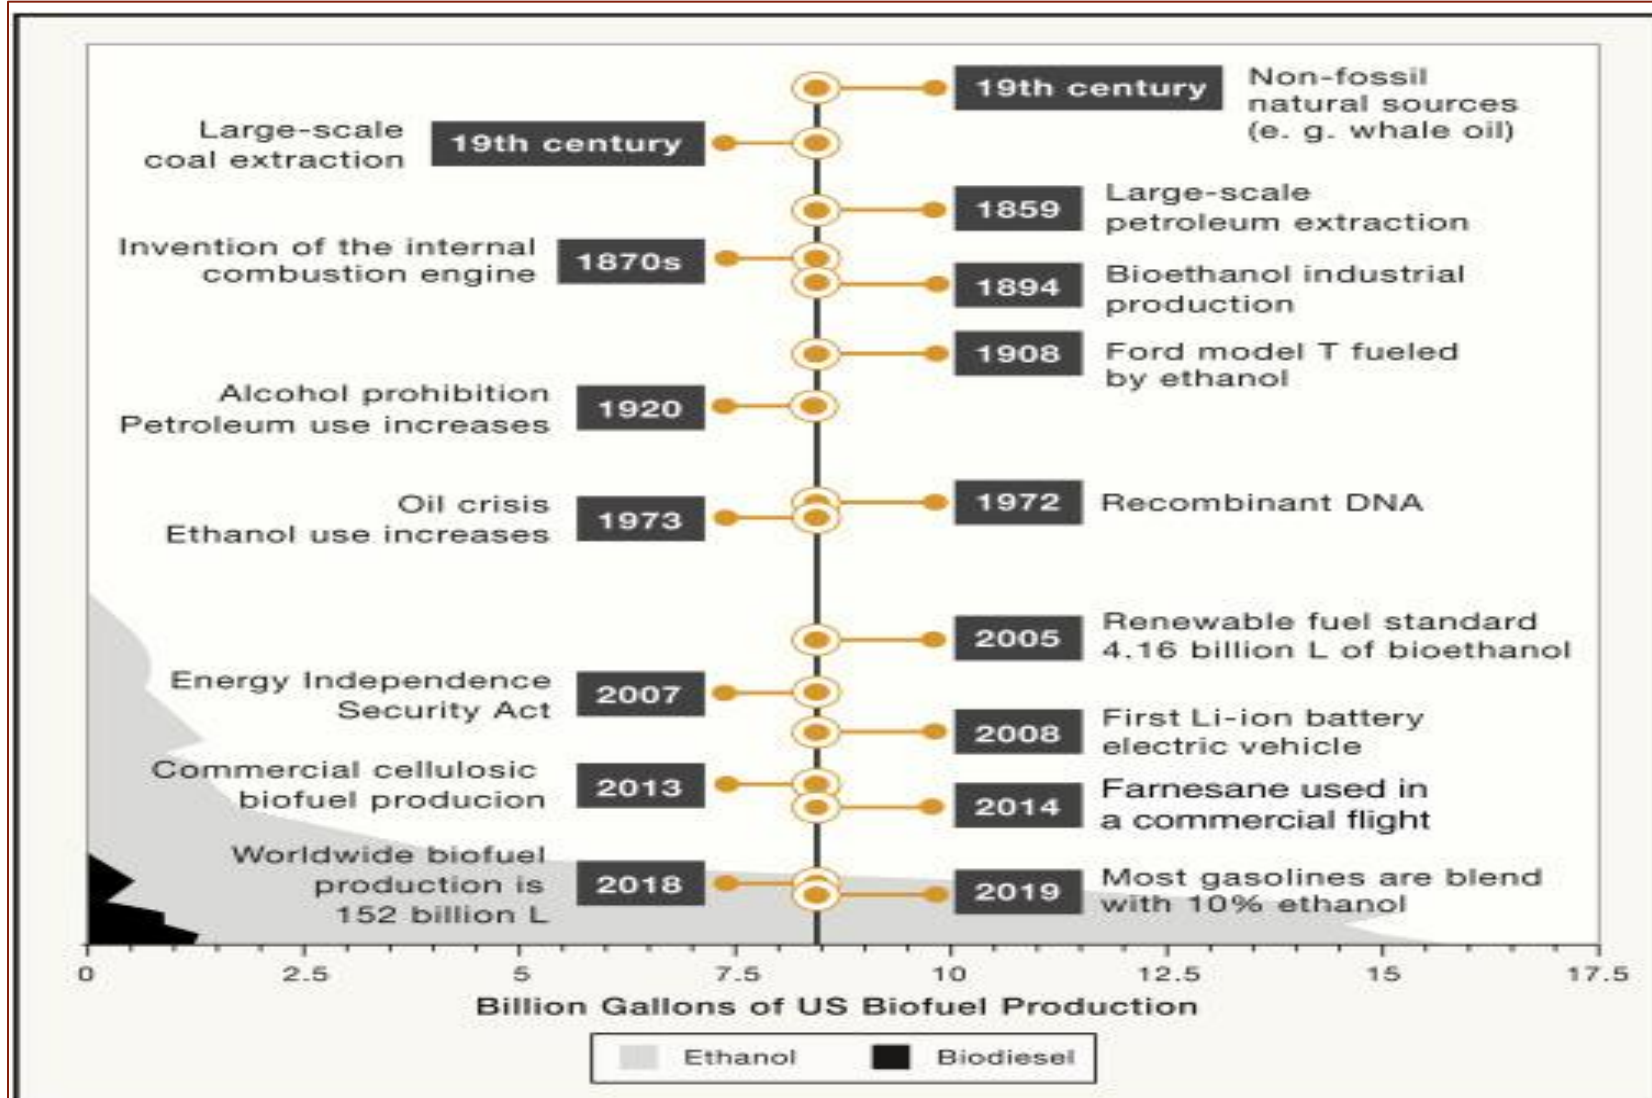 19th century
Non-fossil
natural sources
(e. g. whale oil)
Large-scale
coal extraction
19th century
1859
Large-scale
petroleum extraction
Invention of the internal
combustion engine
1870s
1894
Bioethanol industrial
production
1908
Ford model T fueled
by ethanol
Alcohol prohibition
Petroleum use increases
1920
1972
Recombinant DNA
Oil crisis
Ethanol use increases
1973
2005
Renewable fuel standard
4.16 billion L of bioethanol
Energy Independence
Security Act
2007
2008
First Li-ion battery
electric vehicle
Commercial cellulosic
biofuel producion
2013
2014
Farnesane used in
a commercial flight
Worldwide biofuel
production is
152 billion L
2018
2019
Most gasolines are blend
with 10% ethanol
0 2.5 5 7.5 10 12.5 15 17.5
Billion Gallons of US Biofuel Production
Ethanol Biodiesel